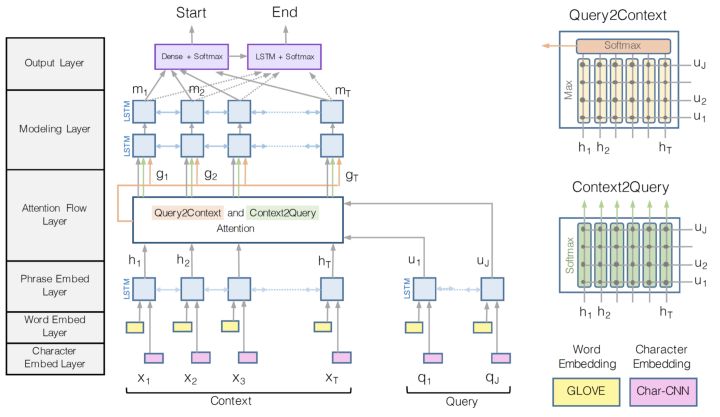 Start
End
Query2Context
Output Layer
Dense + Softmax
LSTM + Softmax
Softmax
Max
u_J
u_2
u_1
h_1
h_2
h_T
m_1
m_2
m_T
Modeling Layer
LSTM
LSTM
g_1
g_2
g_T
Attention Flow
Layer
Query2Context and Context2Query
Attention
Context2Query
Softmax
u_J
u_2
u_1
h_1
h_2
h_T
h_1
h_2
h_T
u_1
u_J
Phrase Embed
Layer
LSTM
LSTM
Word Embed
Layer
Character
Embed Layer
x_1
x_2
x_3
x_T
q_1
q_J
Context
Query
Word
Embedding
Character
Embedding
GLOVE
Char-CNN